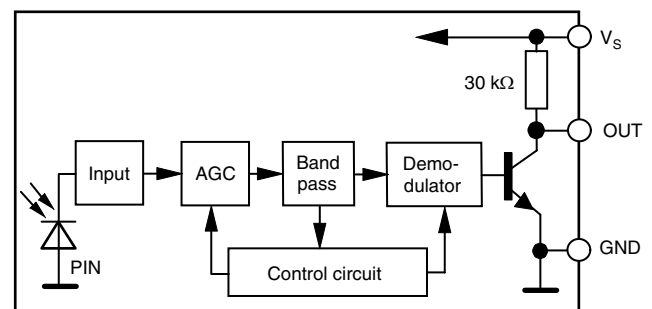 V_S
30 kΩ
OUT
Input
AGC
Band
pass
Demo-
dulator
GND
PIN
Control circuit